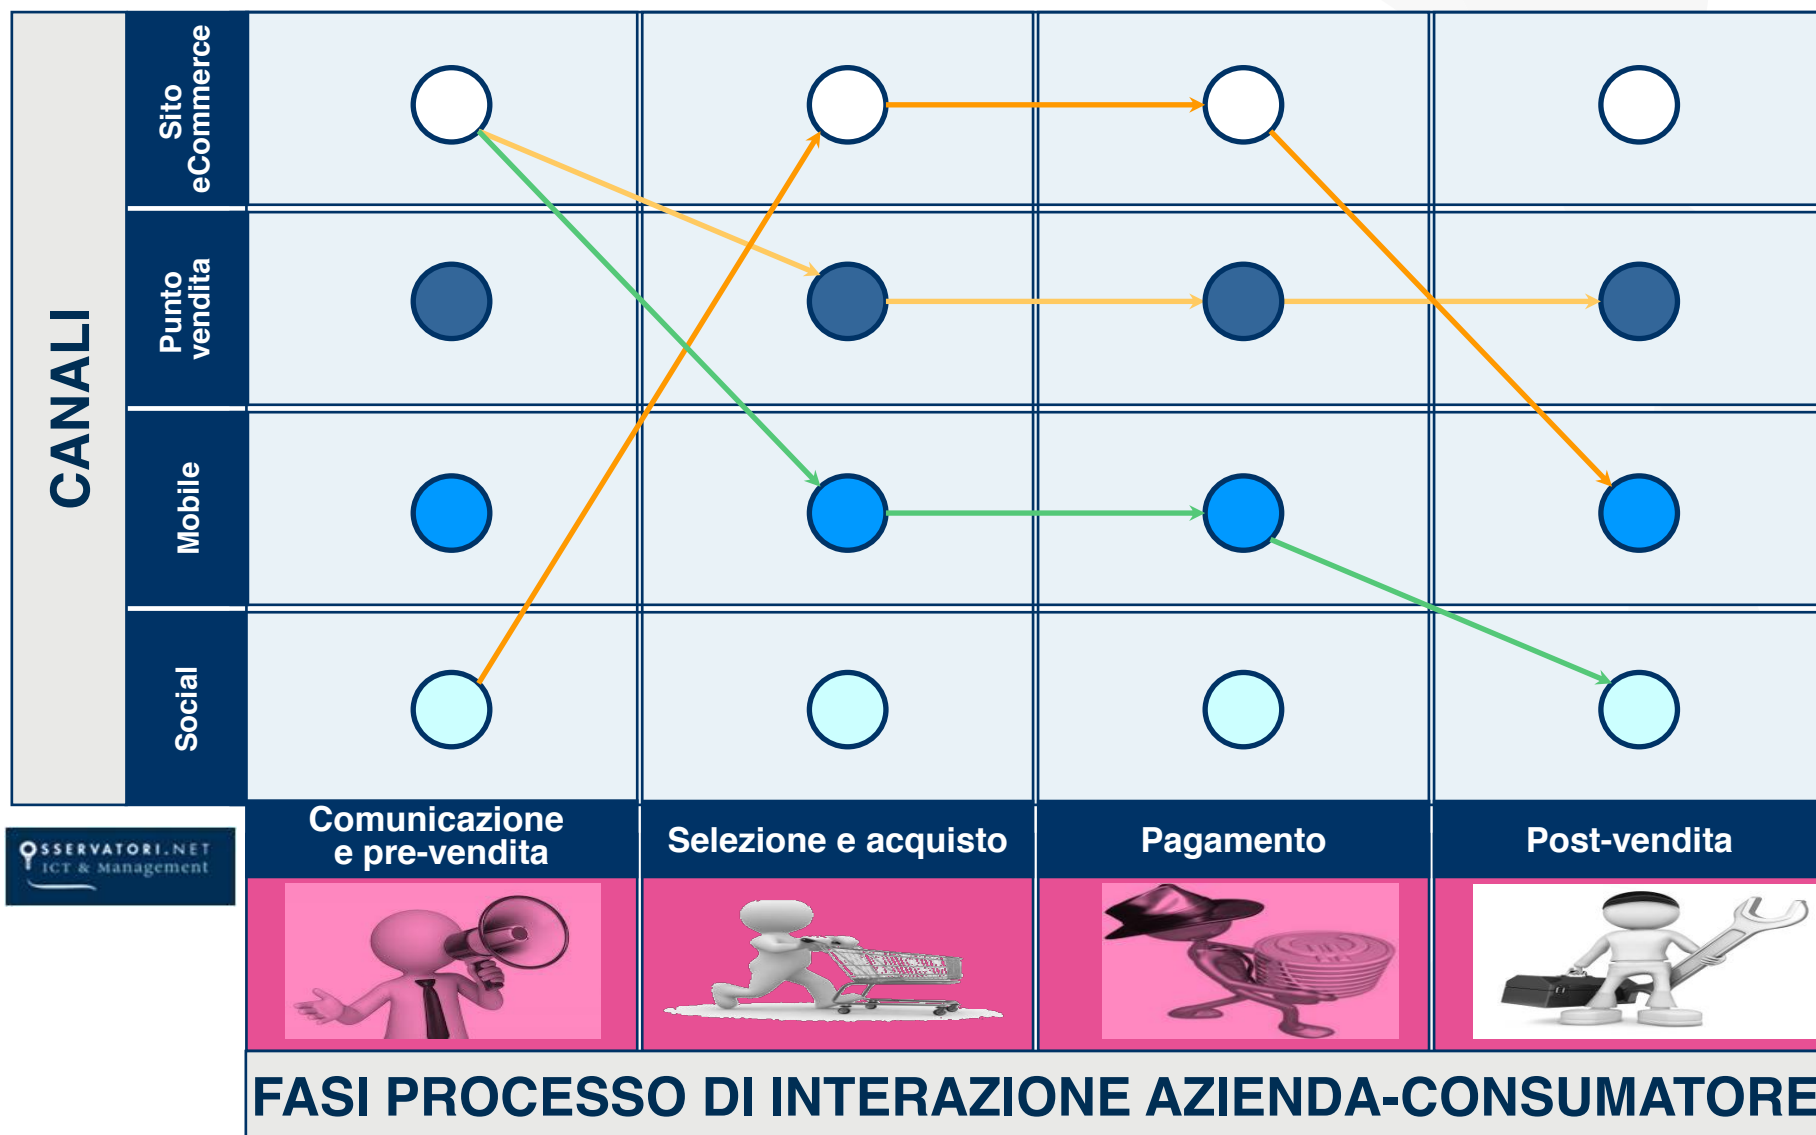 CANALI
Sito
eCommerce
Punto
vendita
Mobile
Social
Comunicazione
e pre-vendita
Selezione e acquisto
Pagamento
Post-vendita
OSSERVATORI.NET
ICT & Management
FASI PROCESSO DI INTERAZIONE AZIENDA-CONSUMATORE